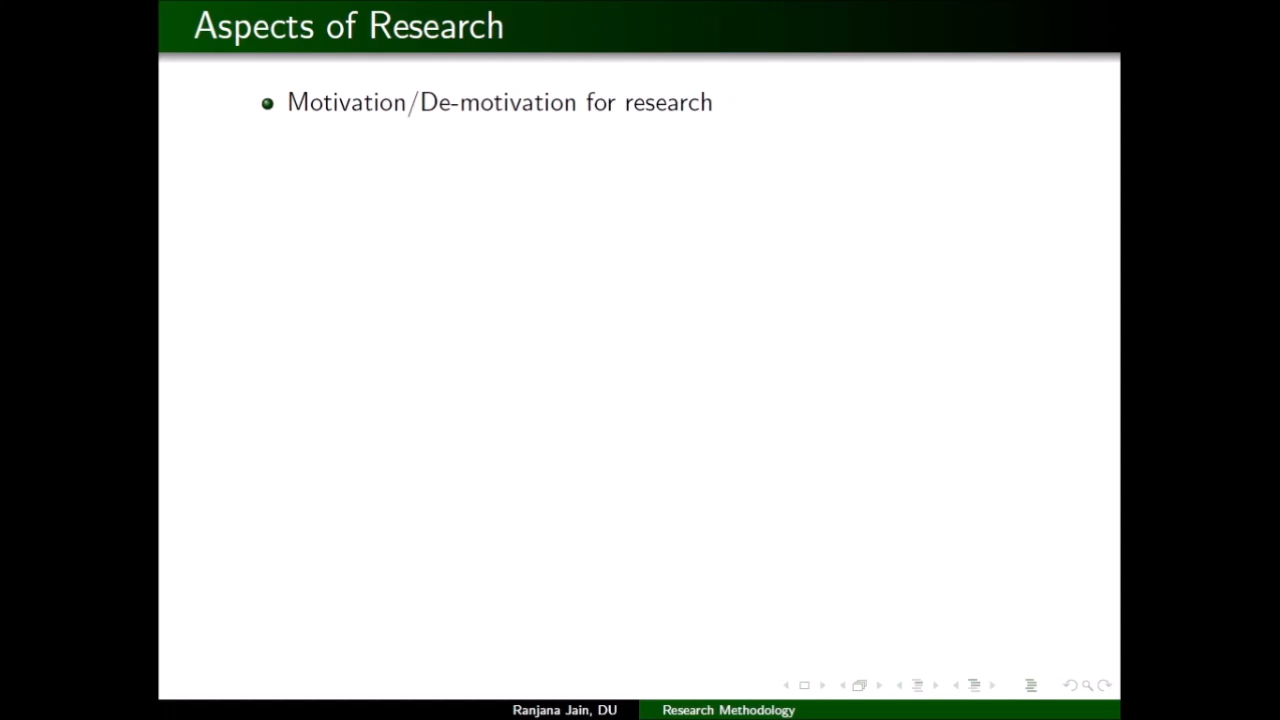 Aspects of Research
Motivation/De-motivation for research
Ranjana Jain, DU
Research Methodology